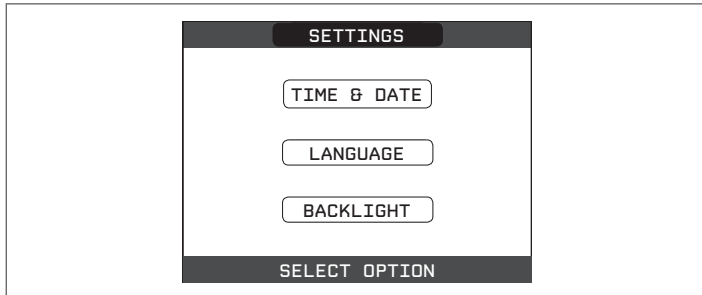 SETTINGS
TIME & DATE
LANGUAGE
BACKLIGHT
SELECT OPTION